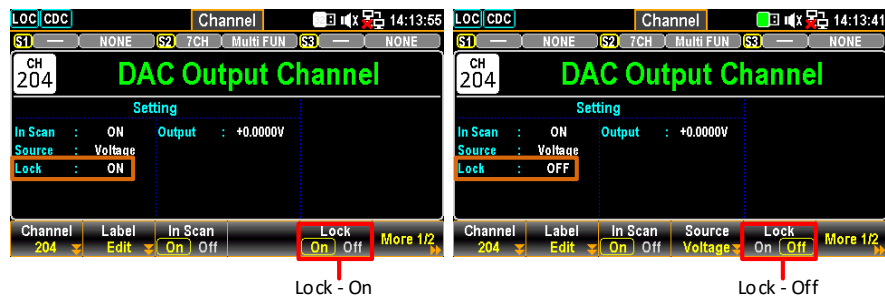 LOC CDC Channel 14:13:55
S1 — NONE S2 7CH Multi FUN S3 — NONE
CH
204
DAC Output Channel
Setting
In Scan : ON Output : +0.0000V
Source : Voltage
Lock : ON
Channel Label In Scan Lock More 1/2
204 Edit On Off On Off
Lock - On
LOC CDC Channel 14:13:41
S1 — NONE S2 7CH Multi FUN S3 — NONE
CH
204
DAC Output Channel
Setting
In Scan : ON Output : +0.0000V
Source : Voltage
Lock : OFF
Channel Label In Scan Source Lock More 1/2
204 Edit On Off Voltage On Off
Lock - Off